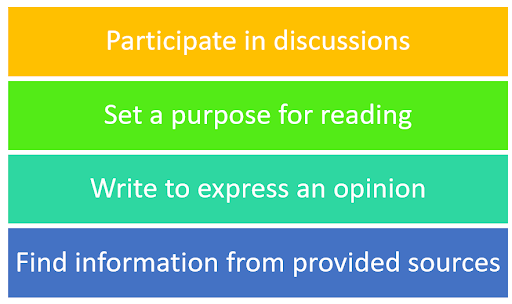 Participate in discussions
Set a purpose for reading
Write to express an opinion
Find information from provided sources